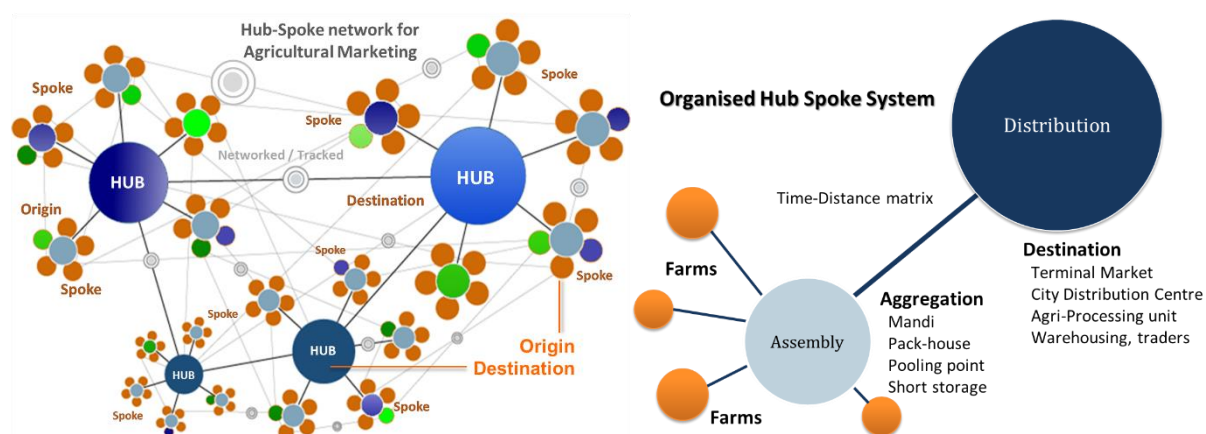 Hub-Spoke network for
Agricultural Marketing
Spoke
Spoke
Spoke
HUB
Networked / Tracked
HUB
Origin
Destination
Spoke
Spoke
Spoke
Spoke
HUB
HUB
Origin
Destination
Spoke
Spoke
Organised Hub Spoke System
Distribution
Time-Distance matrix
Farms
Destination
Terminal Market
City Distribution Centre
Agri-Processing unit
Warehousing, traders
Aggregation
Mandi
Pack-house
Pooling point
Short storage
Assembly
Farms